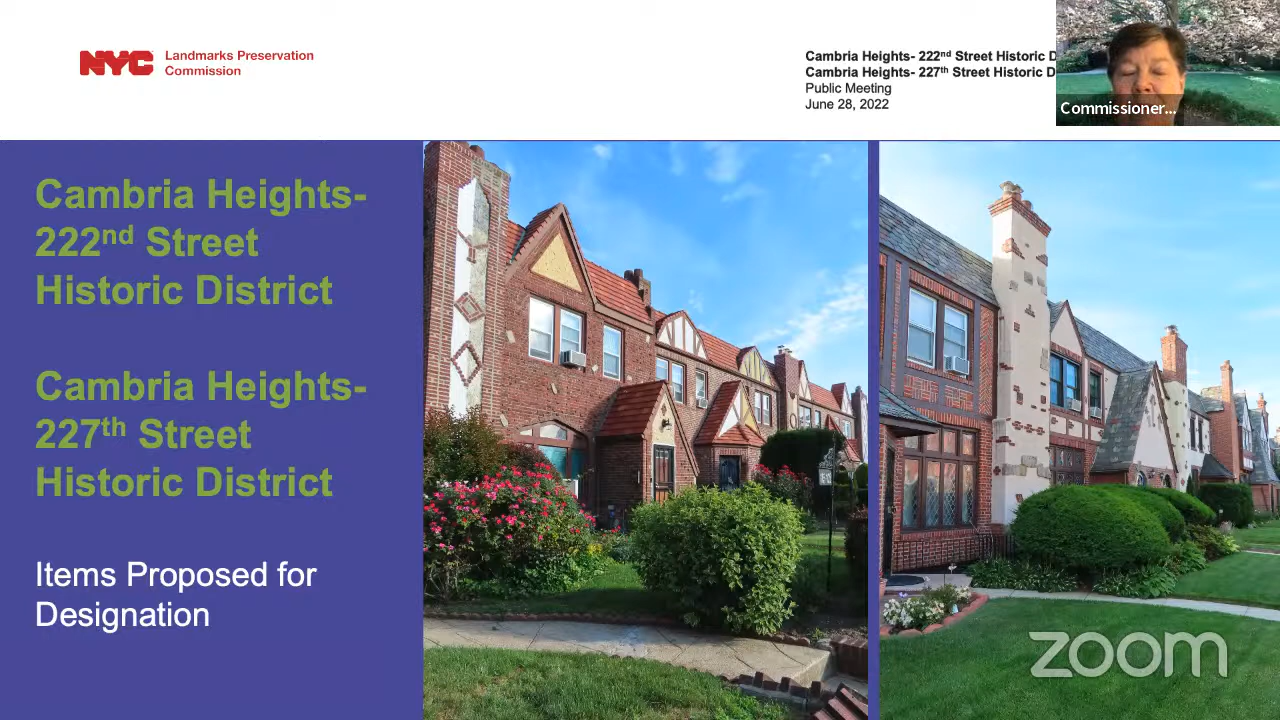 NYC Landmarks Preservation
Commission
Cambria Heights- 222nd Street Historic
Cambria Heights- 227th Street Historic
Public Meeting
June 28, 2022
Commissioner...
Cambria Heights-
222nd Street
Historic District
Cambria Heights-
227th Street
Historic District
Items Proposed for
Designation
zoom